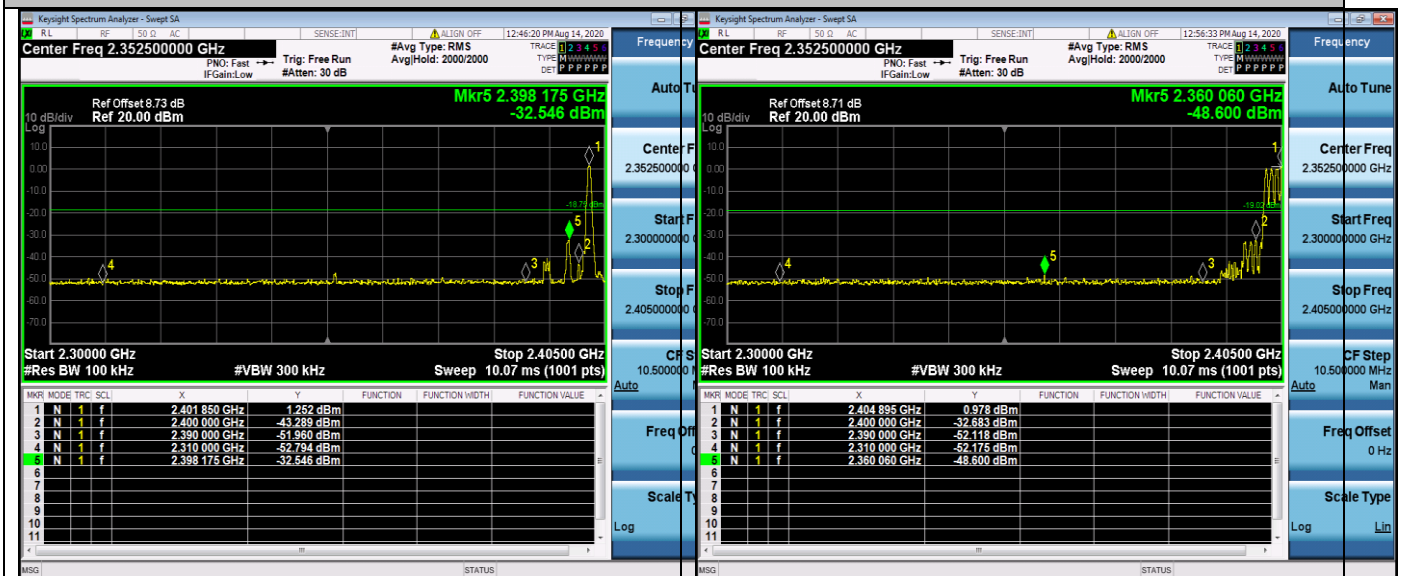 Keysight Spectrum Analyzer - Swept SA
RL RF 50 Ω AC SENSE:INT ALIGN OFF 12:46:20 PM Aug 14, 2020
Center Freq 2.352500000 GHz
PNO: Fast
IFGain:Low
Trig: Free Run
#Atten: 30 dB
#Avg Type: RMS
Avg|Hold: 2000/2000
TRACE 1 2 3 4 5 6
TYPE M WWWWW
DET P P P P P P
Ref Offset 8.73 dB
Ref 20.00 dBm
10 dB/div
Log
Mkr5 2.398 175 GHz
-32.546 dBm
10.0
0.00
-10.0
-20.0
-30.0
-40.0
-50.0
-60.0
-70.0
1
2
3
4
5
Start 2.30000 GHz
Stop 2.40500 GHz
#Res BW 100 kHz #VBW 300 kHz Sweep 10.07 ms (1001 pts)
MKR MODE TRC SCL X Y FUNCTION FUNCTION WIDTH FUNCTION VALUE
1 N 1 f 2.401 850 GHz 1.252 dBm
2 N 1 f 2.400 000 GHz -43.289 dBm
3 N 1 f 2.390 000 GHz -51.960 dBm
4 N 1 f 2.310 000 GHz -52.794 dBm
5 N 1 f 2.398 175 GHz -32.546 dBm
6
7
8
9
10
11
MSG STATUS
Frequency
Auto Tu
Center F
2.352500000
Start F
2.300000000
Stop F
2.405000000
CF S
10.500000 M
Auto M
Freq Off
0
Scale Ty
Log
Keysight Spectrum Analyzer - Swept SA
RL RF 50 Ω AC SENSE:INT ALIGN OFF 12:56:33 PM Aug 14, 2020
Center Freq 2.352500000 GHz
PNO: Fast
IFGain:Low
Trig: Free Run
#Atten: 30 dB
#Avg Type: RMS
Avg|Hold: 2000/2000
TRACE 1 2 3 4 5 6
TYPE M WWWWW
DET P P P P P P
Ref Offset 8.71 dB
Ref 20.00 dBm
10 dB/div
Log
Mkr5 2.360 060 GHz
-48.600 dBm
10.0
0.00
-10.0
-20.0
-30.0
-40.0
-50.0
-60.0
-70.0
1
2
3
4
5
Start 2.30000 GHz
Stop 2.40500 GHz
#Res BW 100 kHz #VBW 300 kHz Sweep 10.07 ms (1001 pts)
MKR MODE TRC SCL X Y FUNCTION FUNCTION WIDTH FUNCTION VALUE
1 N 1 f 2.404 895 GHz 0.978 dBm
2 N 1 f 2.400 000 GHz -32.683 dBm
3 N 1 f 2.390 000 GHz -52.118 dBm
4 N 1 f 2.310 000 GHz -52.175 dBm
5 N 1 f 2.360 060 GHz -48.600 dBm
6
7
8
9
10
11
MSG STATUS
Frequency
Auto Tune
Center Freq
2.352500000 GHz
Start Freq
2.300000000 GHz
Stop Freq
2.405000000 GHz
CF Step
10.500000 MHz
Auto Man
Freq Offset
0 Hz
Scale Type
Log Lin